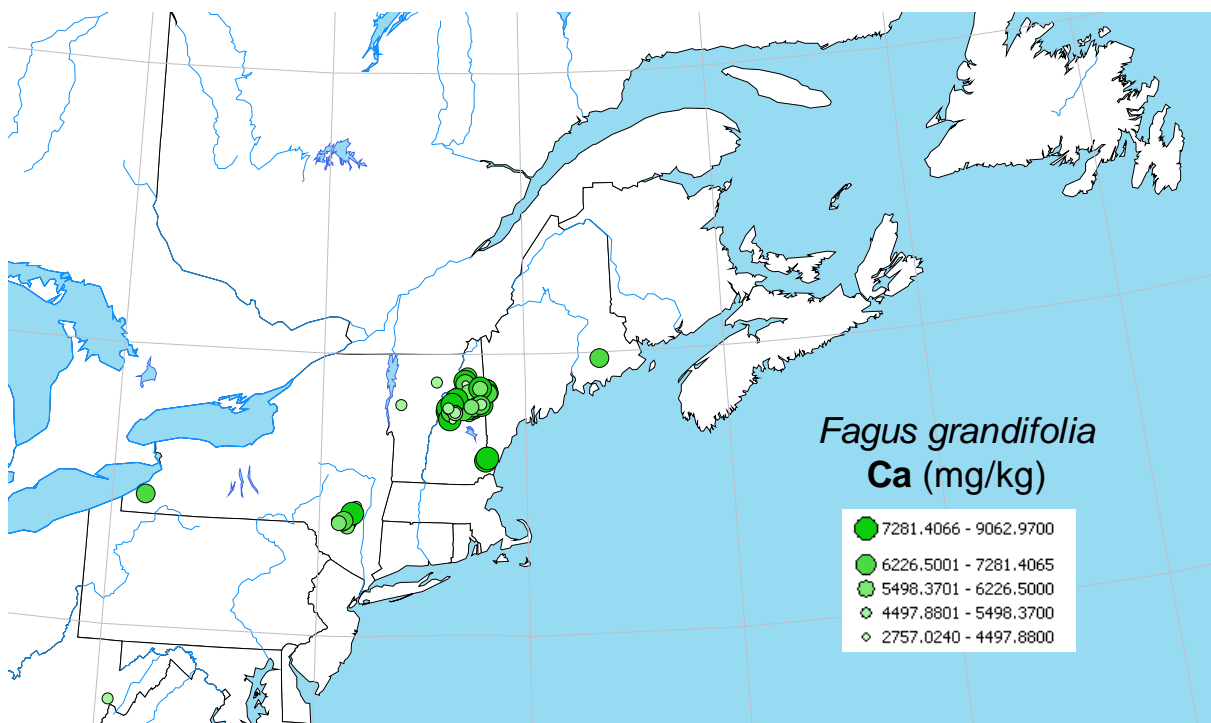 Fagus grandifolia
Ca (mg/kg)
7281.4066 - 9062.9700
6226.5001 - 7281.4065
5498.3701 - 6226.5000
4497.8801 - 5498.3700
2757.0240 - 4497.8800